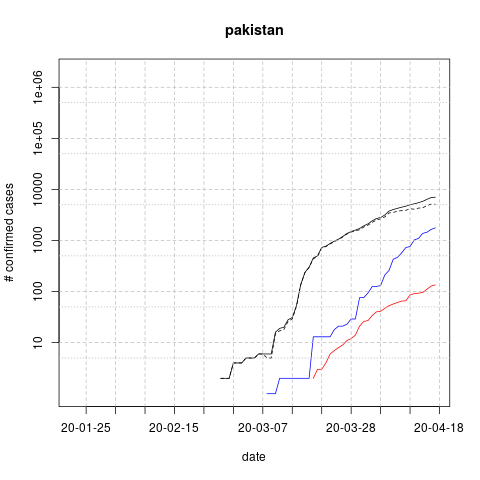 pakistan
# confirmed cases
1e+06
1e+05
10000
1000
100
10
20-01-25
20-02-15
20-03-07
20-03-28
20-04-18
date